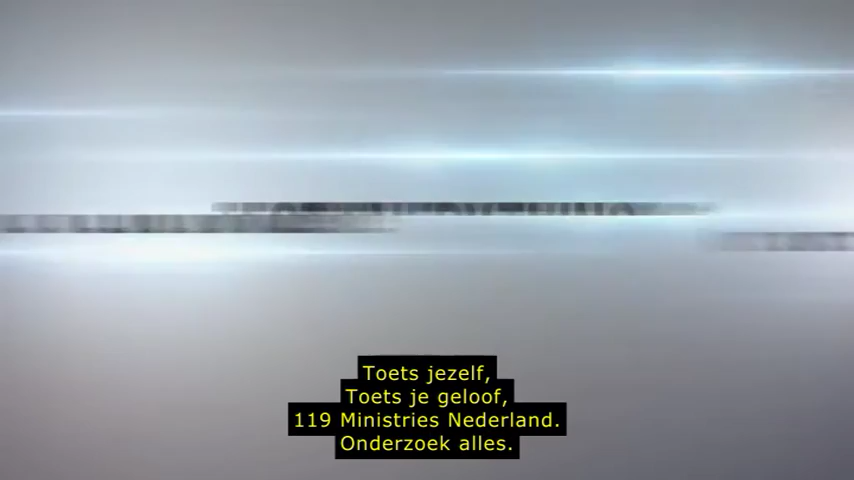 Toets jezelf,
Toets je geloof,
119 Ministries Nederland.
Onderzoek alles.